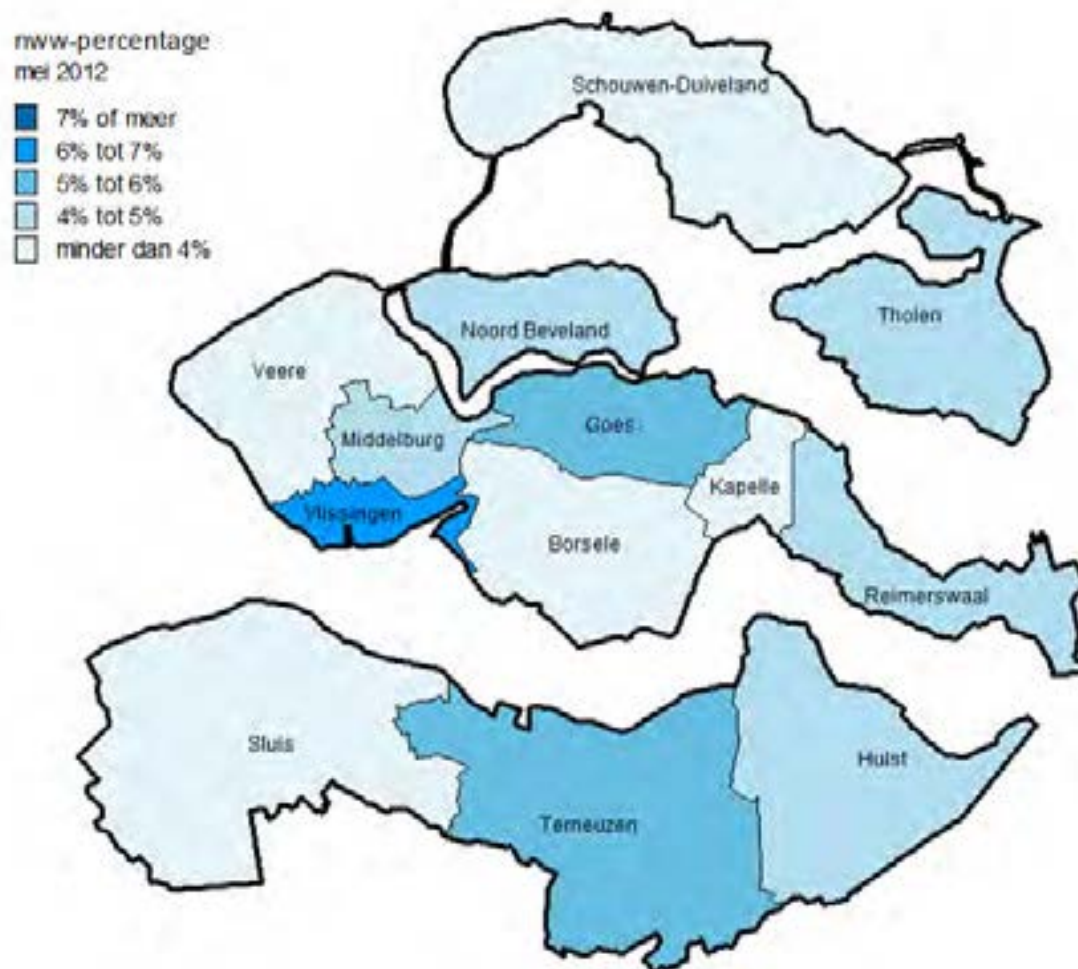 nww-percentage
mei 2012
7% of meer
6% tot 7%
5% tot 6%
4% tot 5%
minder dan 4%
Schouwen-Duiveland
Tholen
Noord Beveland
Veere
Goes
Middelburg
Kapelle
Vlissingen
Borsele
Reimerswaal
Sluis
Hulst
Terneuzen